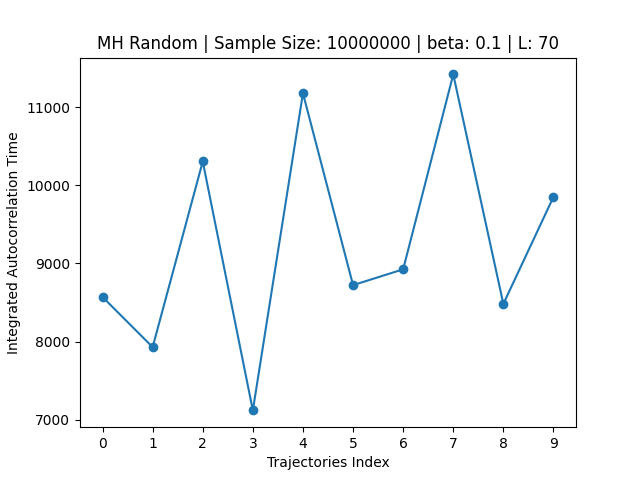 MH Random | Sample Size: 10000000 | beta: 0.1 | L: 70
Integrated Autocorrelation Time
11000
10000
9000
8000
7000
0 1 2 3 4 5 6 7 8 9
Trajectories Index